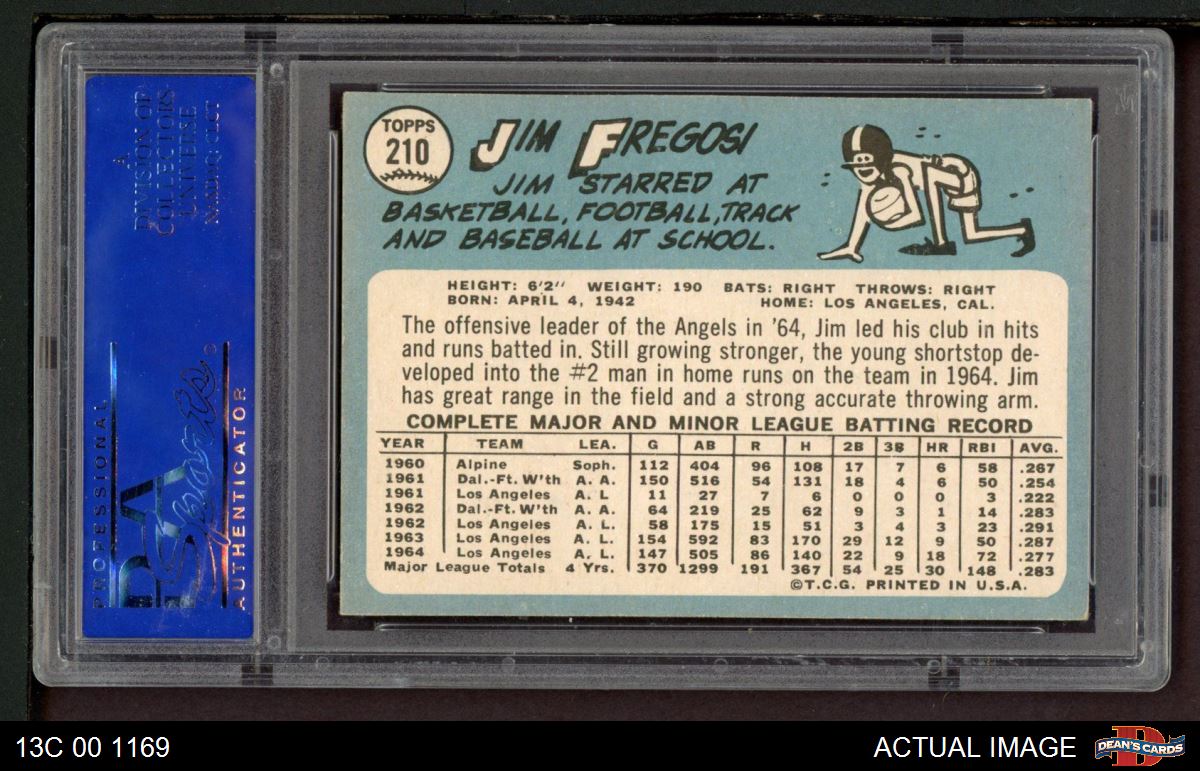 A
DIVISION OF
COLLECTORS
UNIVERSE
NASDAQ: CLCT
PROFESSIONAL
PSA
Sports
AUTHENTICATOR
TOPPS
210
JIM FREGOSI
JIM STARRED AT
BASKETBALL, FOOTBALL, TRACK
AND BASEBALL AT SCHOOL.
HEIGHT: 6'2" WEIGHT: 190 BATS: RIGHT THROWS: RIGHT
BORN: APRIL 4, 1942 HOME: LOS ANGELES, CAL.
The offensive leader of the Angels in '64, Jim led his club in hits
and runs batted in. Still growing stronger, the young shortstop de-
veloped into the #2 man in home runs on the team in 1964. Jim
has great range in the field and a strong accurate throwing arm.
COMPLETE MAJOR AND MINOR LEAGUE BATTING RECORD
YEAR TEAM LEA. G AB R H 2B 3B HR RBI AVG.
1960 Alpine Soph. 112 404 96 108 17 7 6 58 .267
1961 Dal.-Ft. W'th A. A. 150 516 54 131 18 4 6 50 .254
1961 Los Angeles A. L 11 27 7 6 0 0 0 3 .222
1962 Dal.-Ft. W'th A. A. 64 219 25 62 9 3 1 14 .283
1962 Los Angeles A. L. 58 175 15 51 3 4 3 23 .291
1963 Los Angeles A. L. 154 592 83 170 29 12 9 50 .287
1964 Los Angeles A. L. 147 505 86 140 22 9 18 72 .277
Major League Totals 4 Yrs. 370 1299 191 367 54 25 30 148 .283
©T.C.G. PRINTED IN U.S.A.
13C 00 1169
ACTUAL IMAGE
D
DEAN'S CARDS